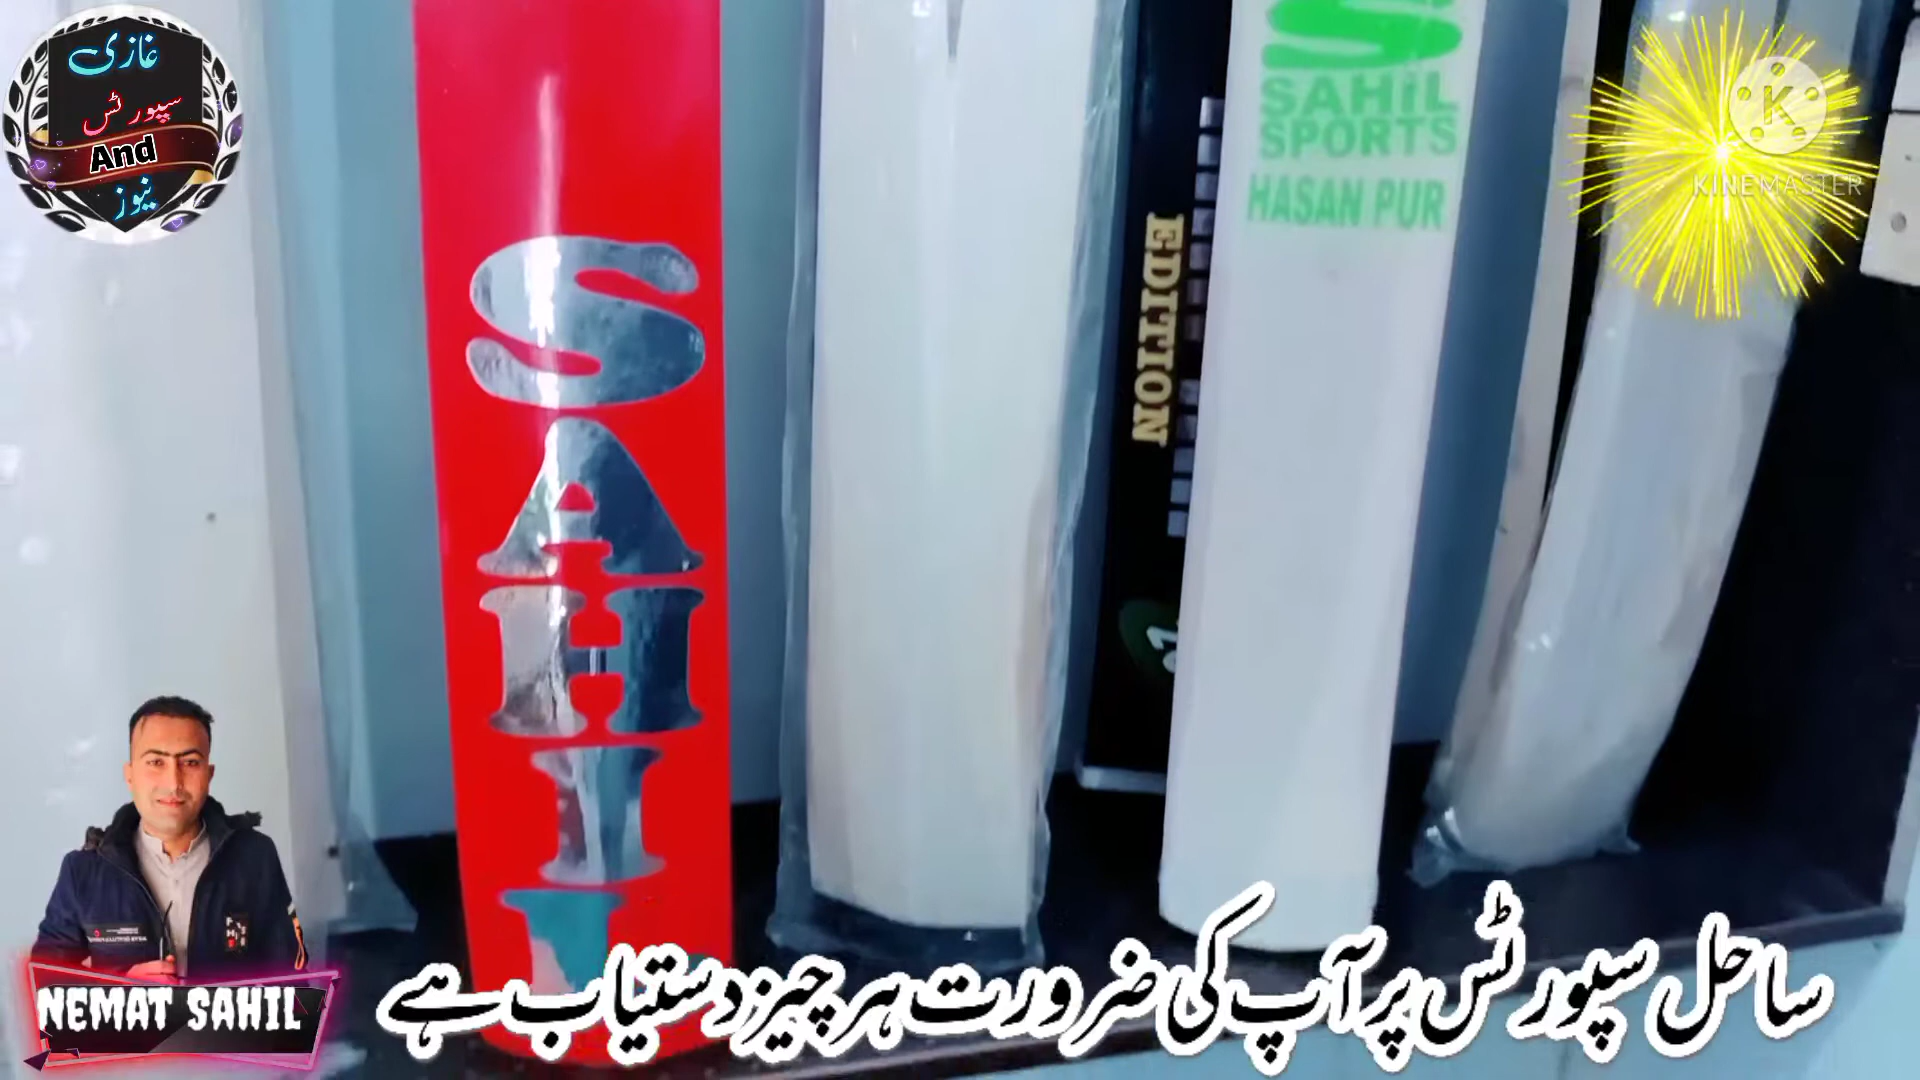 غازی
سپورٹس
And
نیوز
SAHIL
EDITION
S
SAHIL
SPORTS
HASAN PUR
K
KINEMASTER
NEMAT SAHIL
ساحل سپورٹس پر آپ کی ضرورت ہر چیز دستیاب ہے